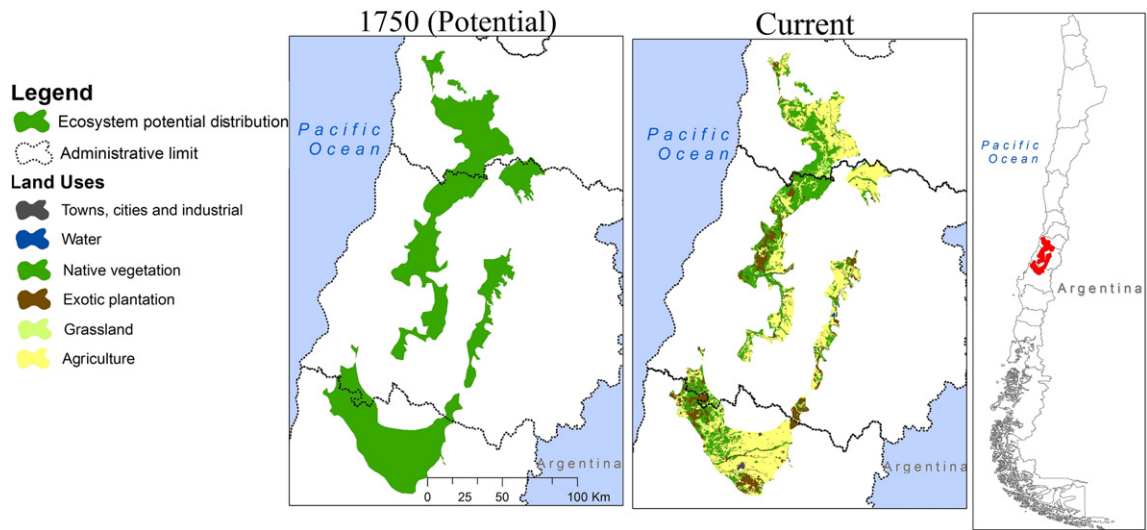 1750 (Potential)
Current
Legend
Ecosystem potential distribution
Administrative limit
Land Uses
Towns, cities and industrial
Water
Native vegetation
Exotic plantation
Grassland
Agriculture
Pacific
Ocean
Argentina
0 25 50 100 Km
Pacific
Ocean
Argentina
Pacific
Ocean
Argentina